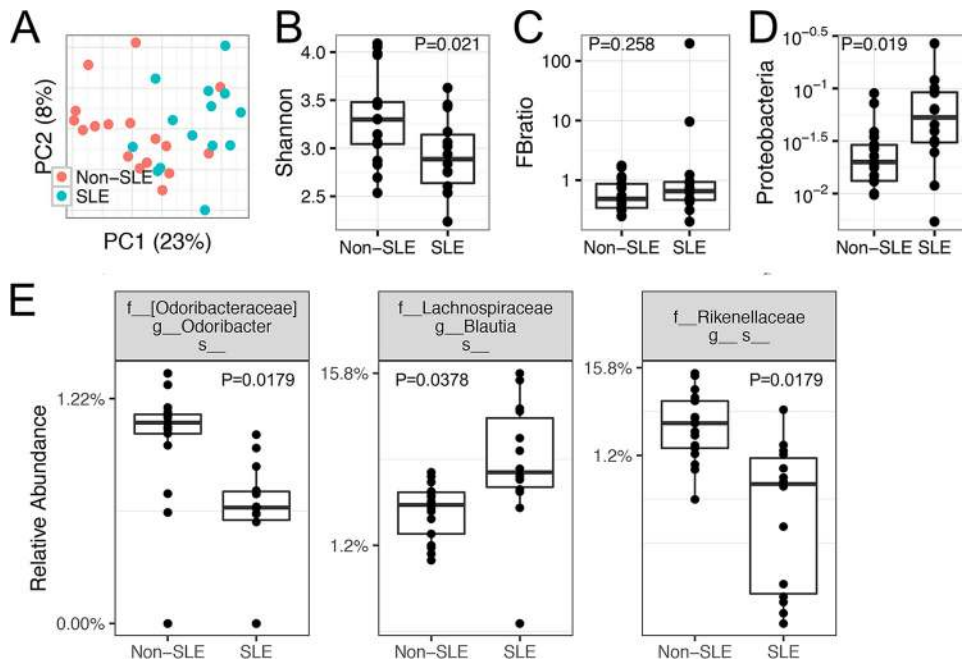 A
PC2 (8%)
Non–SLE
SLE
PC1 (23%)
B
Shannon
4.0
3.5
3.0
2.5
P=0.021
Non–SLE SLE
C
FBratio
100
10
1
P=0.258
Non–SLE SLE
D
Proteobacteria
10^−0.5
10^−1
10^−1.5
10^−2
P=0.019
Non–SLE SLE
E
Relative Abundance
f__[Odoribacteraceae]
g__Odoribacter
s__
1.22%
0.00%
P=0.0179
Non–SLE SLE
f__Lachnospiraceae
g__Blautia
s__
15.8%
1.2%
P=0.0378
Non–SLE SLE
f__Rikenellaceae
g__ s__
15.8%
1.2%
P=0.0179
Non–SLE SLE